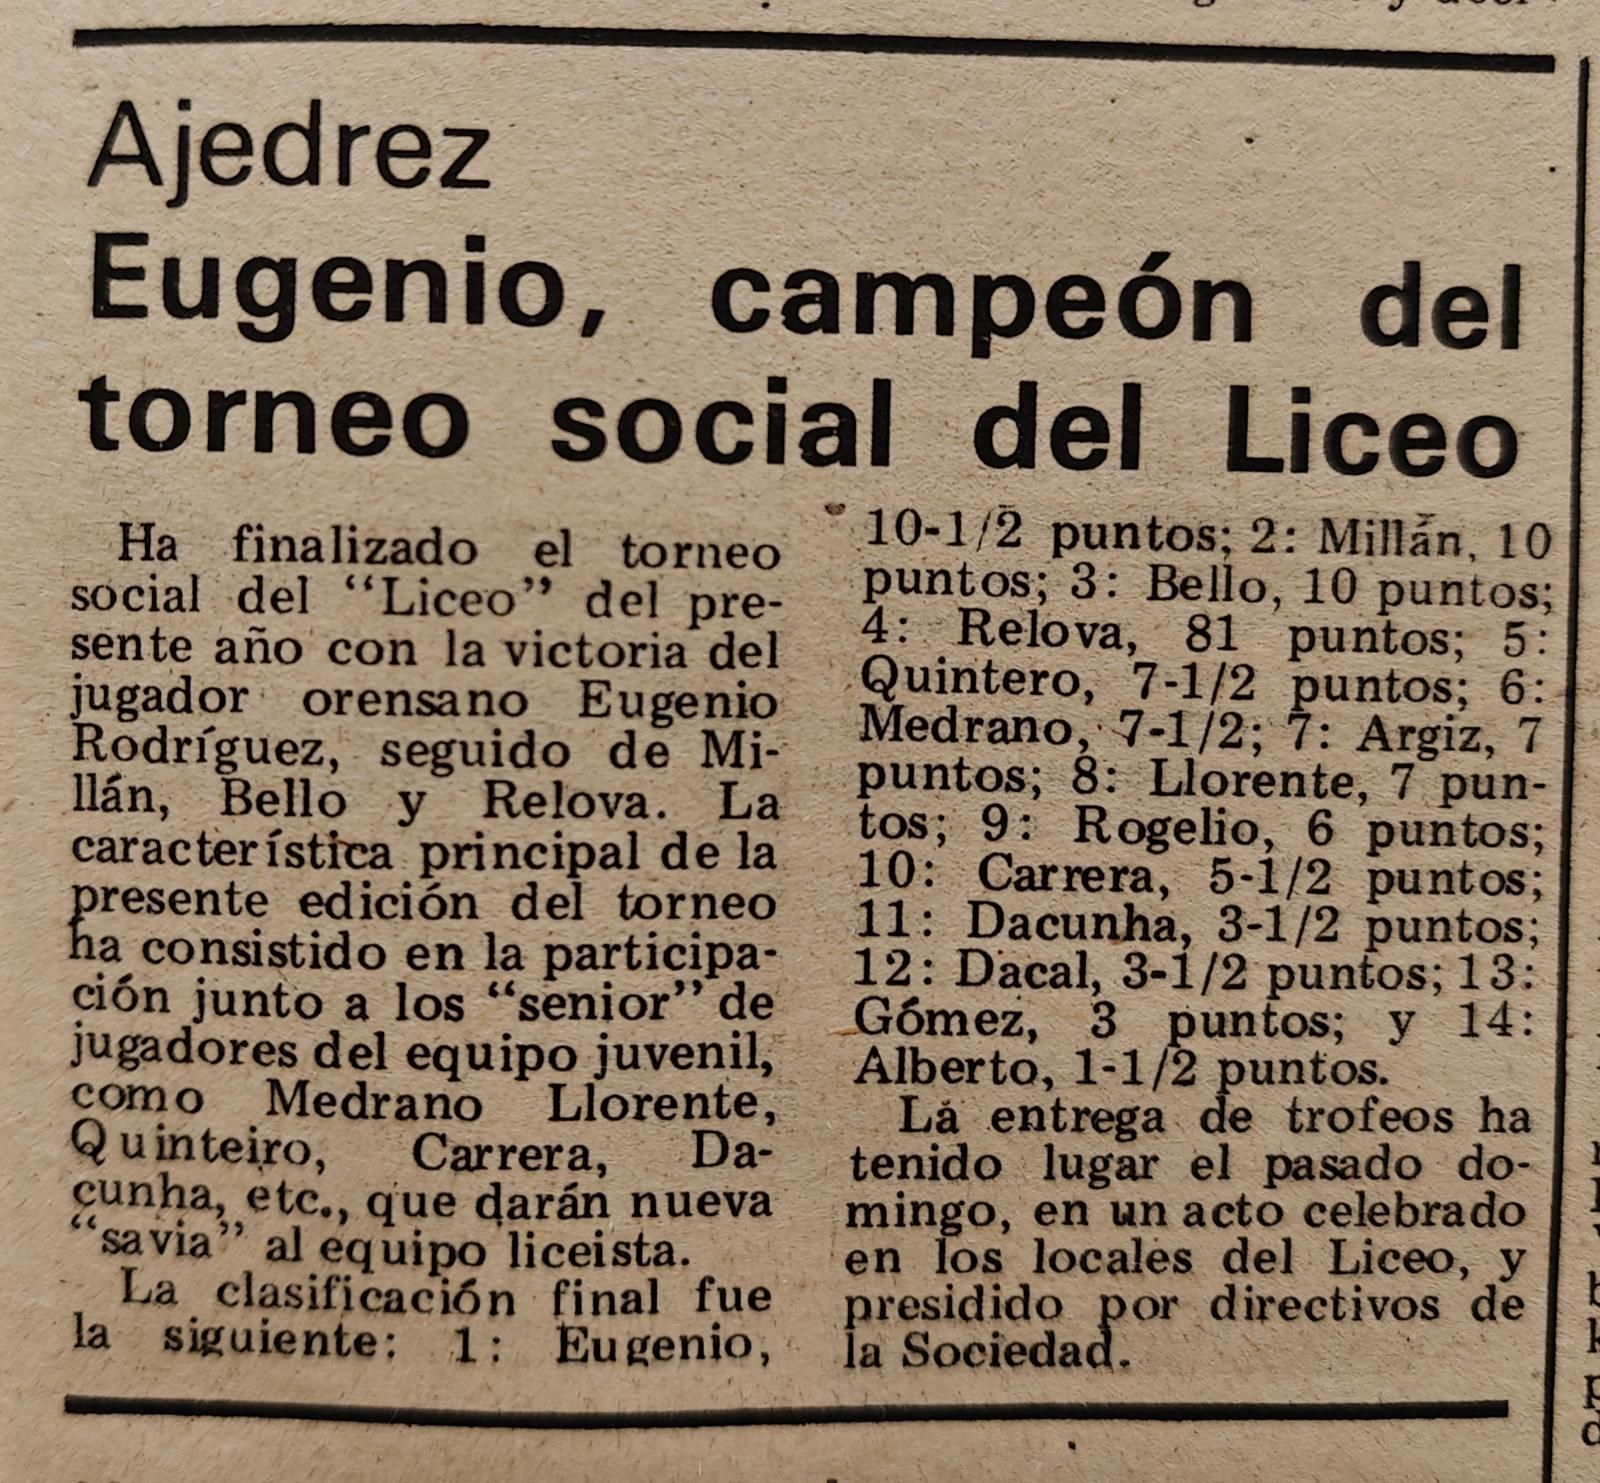 Ajedrez
Eugenio, campeón del
torneo social del Liceo
Ha finalizado el torneo
social del “Liceo” del pre-
sente año con la victoria del
jugador orensano Eugenio
Rodríguez, seguido de Mi-
llán, Bello y Relova. La
característica principal de la
presente edición del torneo
ha consistido en la participa-
ción junto a los “senior” de
jugadores del equipo juvenil,
como Medrano Llorente,
Quinteiro, Carrera, Da-
cunha, etc., que darán nueva
“savia” al equipo liceista.
La clasificación final fue
la siguiente: 1: Eugenio,
10-1/2 puntos; 2: Millán, 10
puntos; 3: Bello, 10 puntos;
4: Relova, 81 puntos; 5:
Quintero, 7-1/2 puntos; 6:
Medrano, 7-1/2; 7: Argiz, 7
puntos; 8: Llorente, 7 pun-
tos; 9: Rogelio, 6 puntos;
10: Carrera, 5-1/2 puntos;
11: Dacunha, 3-1/2 puntos;
12: Dacal, 3-1/2 puntos; 13:
Gómez, 3 puntos; y 14:
Alberto, 1-1/2 puntos.
La entrega de trofeos ha
tenido lugar el pasado do-
mingo, en un acto celebrado
en los locales del Liceo, y
presidido por directivos de
la Sociedad.